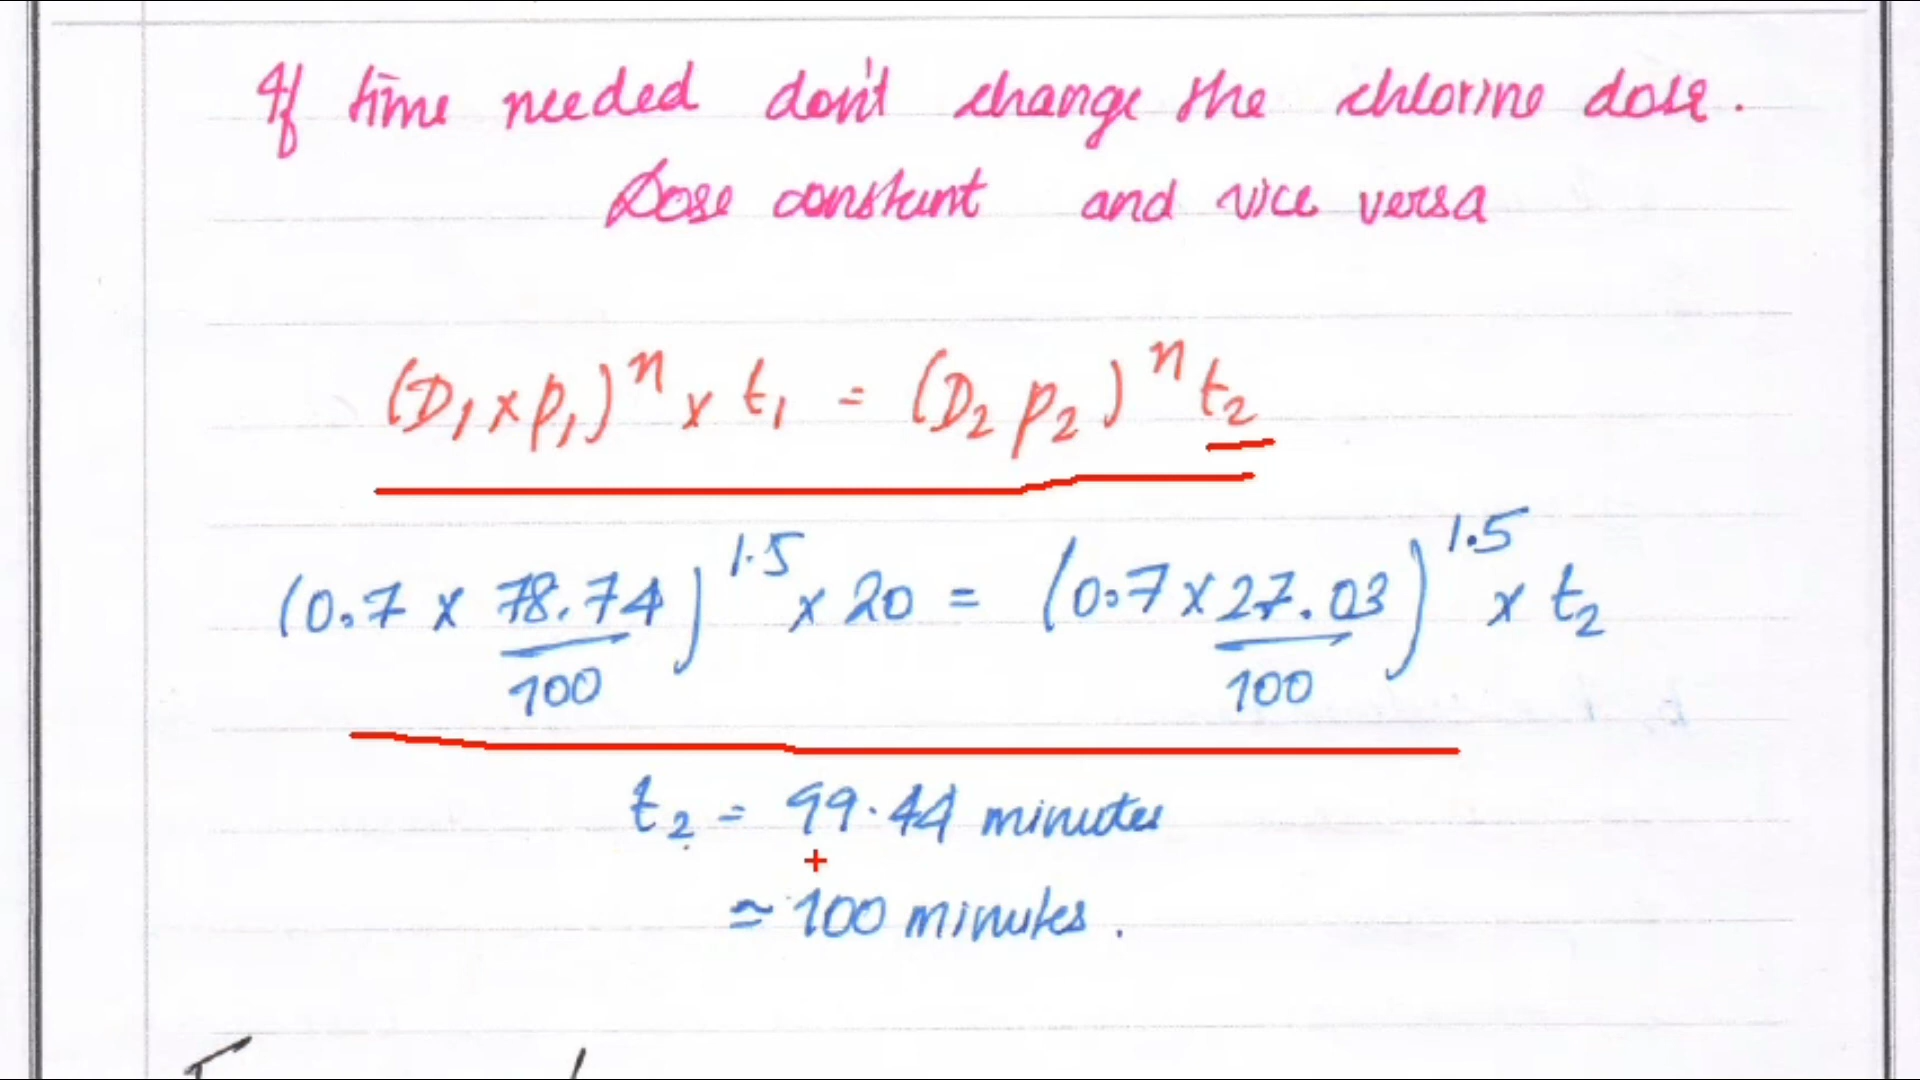 If time needed don't change the chlorine dose.
Dose constant and vice versa
(D₁ x p₁)ⁿ x t₁ = (D₂ p₂)ⁿ t₂
(0.7 x 78.74/100)^1.5 x 20 = (0.7 x 27.03/100)^1.5 x t₂
t₂ = 99.44 minutes
≃ 100 minutes.